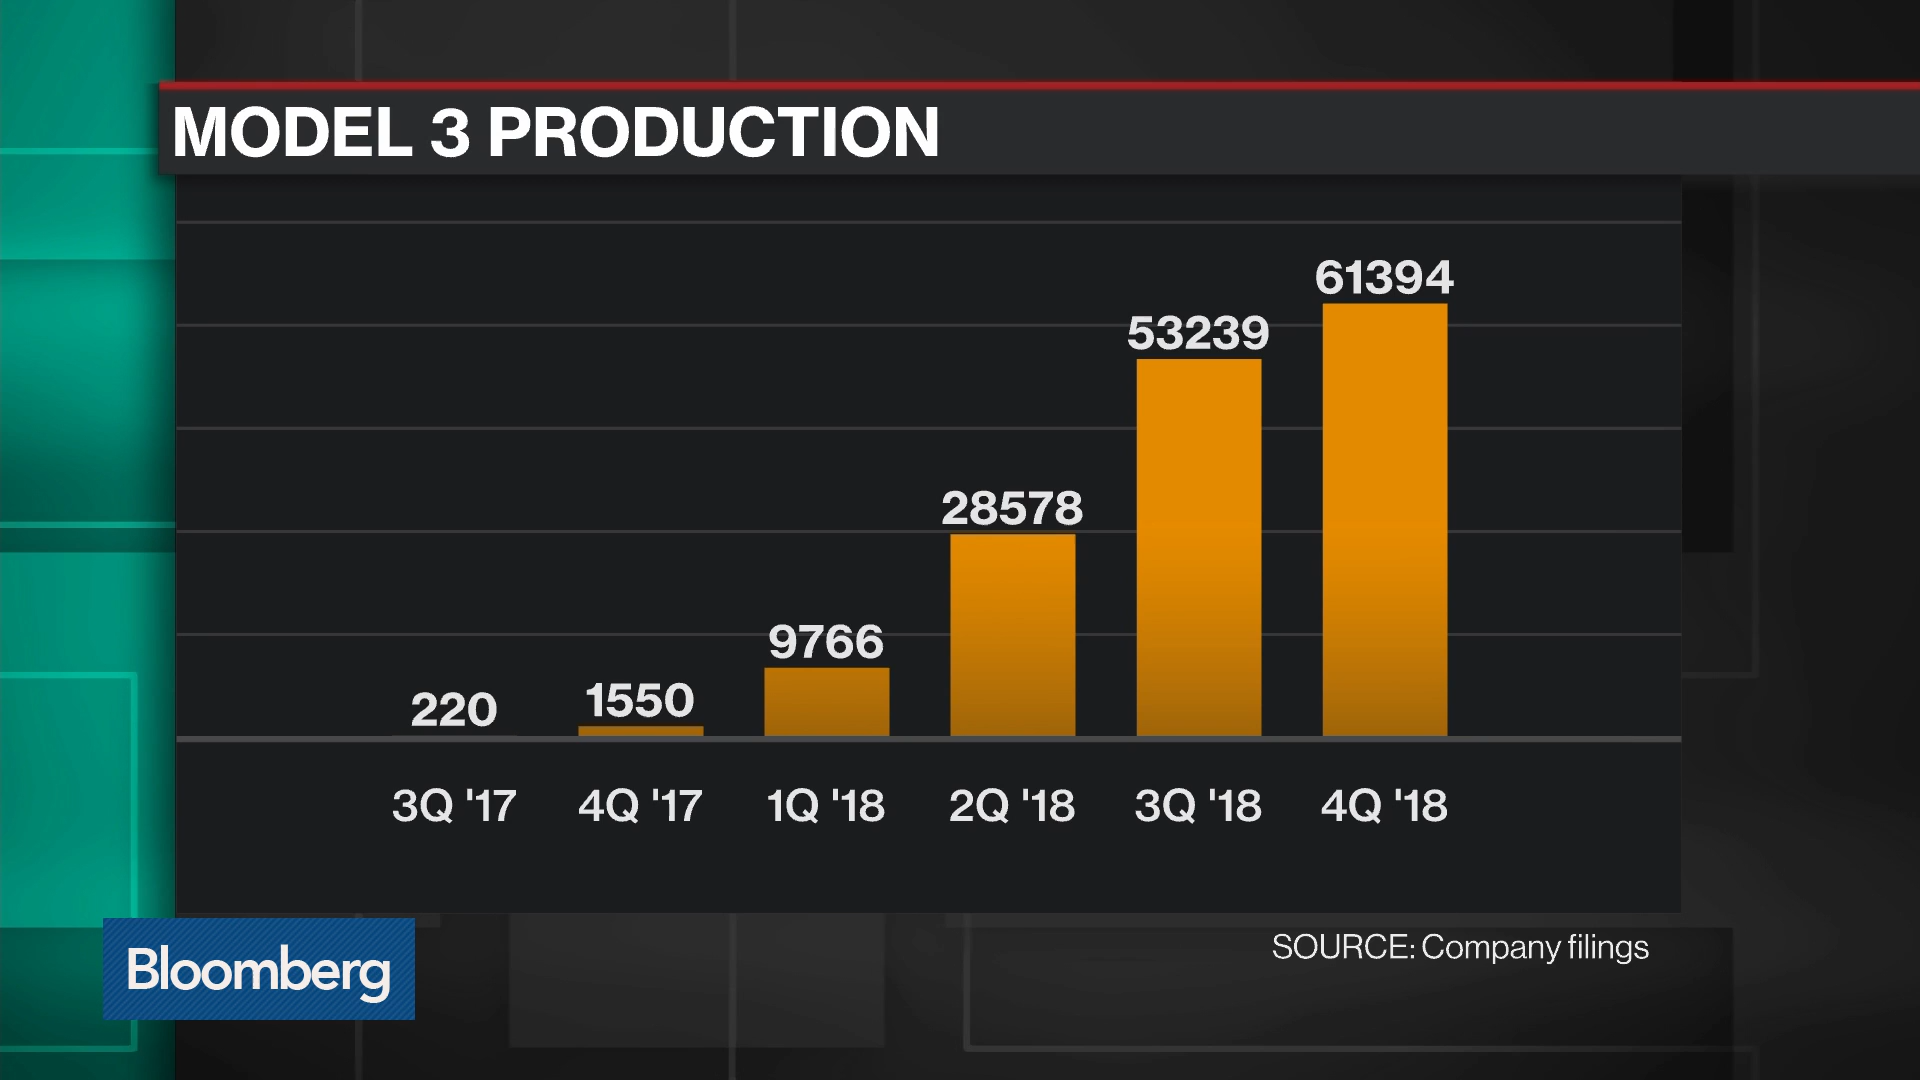 MODEL 3 PRODUCTION
61394
53239
28578
9766
1550
220
3Q '17 4Q '17 1Q '18 2Q '18 3Q '18 4Q '18
SOURCE: Company filings
Bloomberg